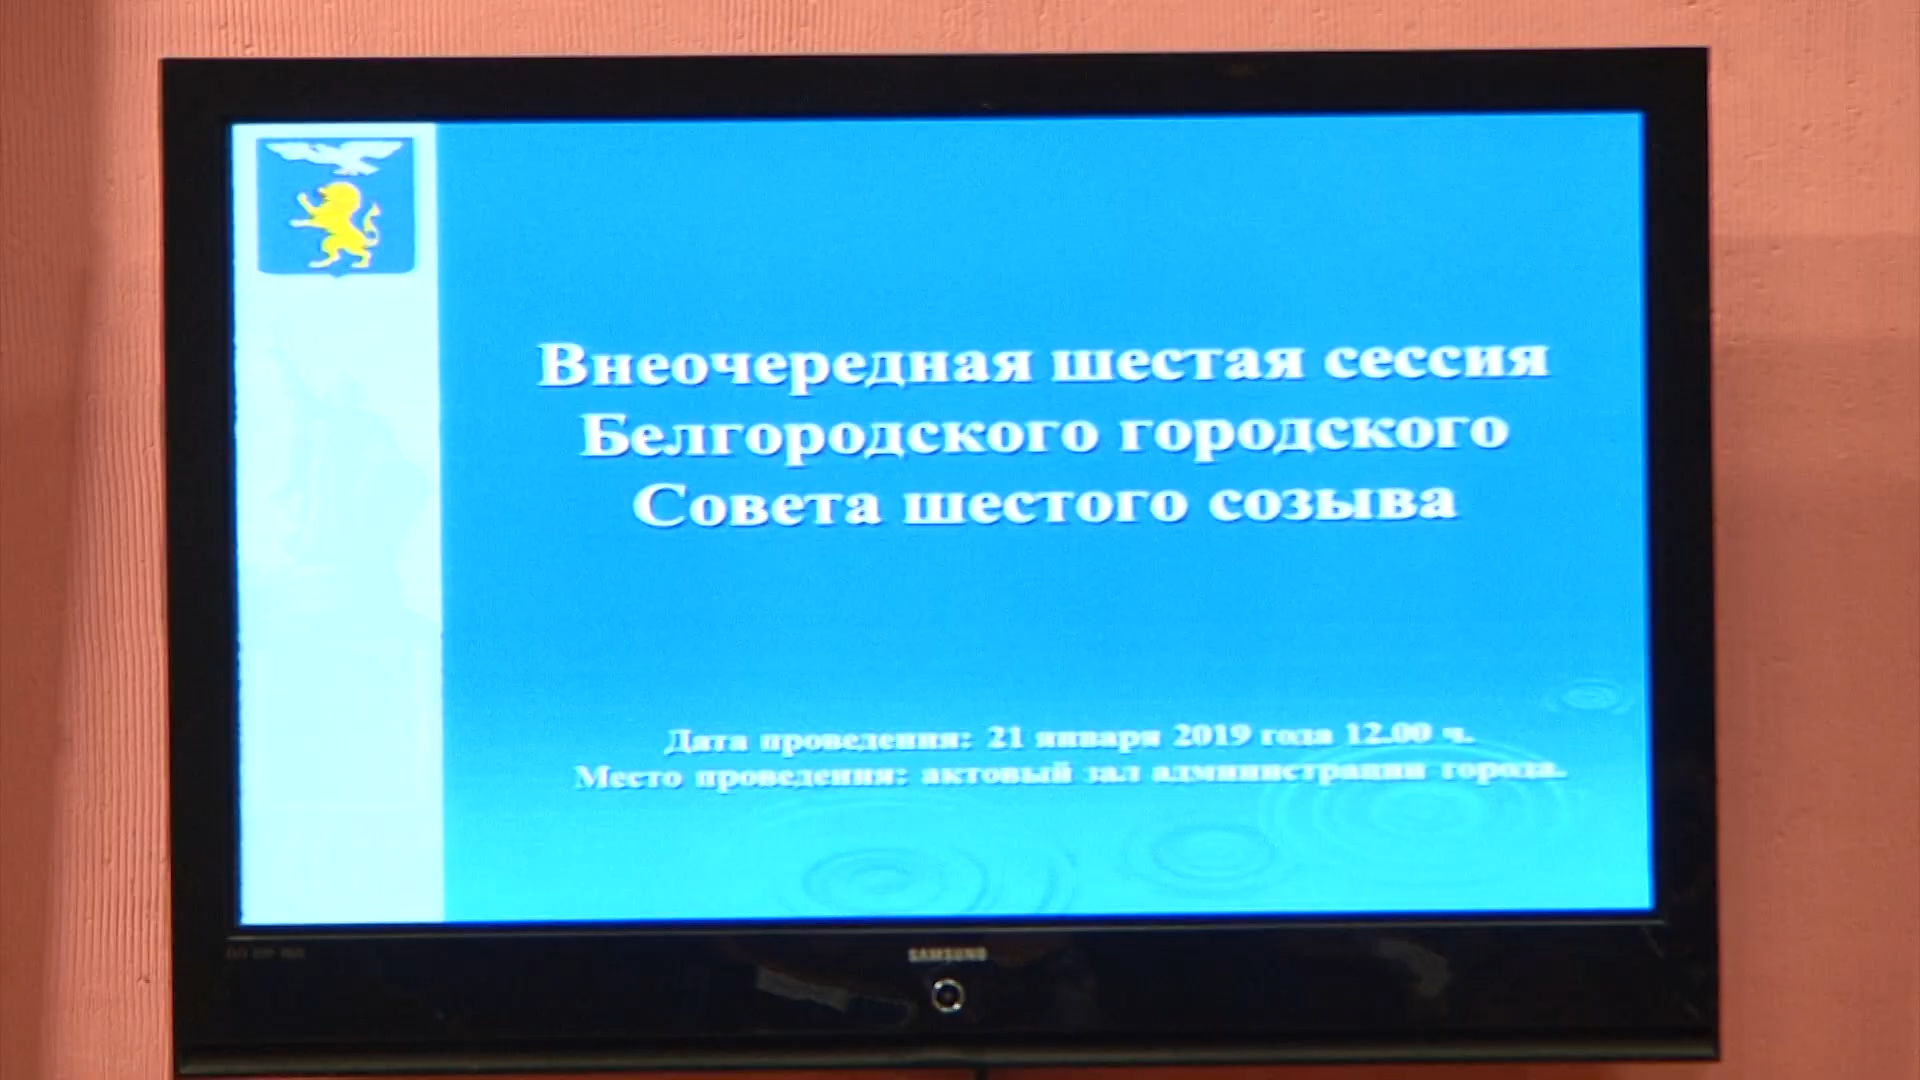 Внеочередная шестая сессия
Белгородского городского
Совета шестого созыва
Дата проведения: 21 января 2019 года 12.00 ч.
Место проведения: актовый зал администрации города.
SAMSUNG